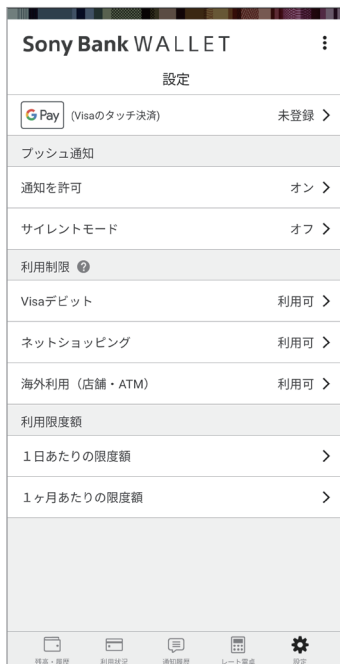 Sony Bank WALLET
設定
G Pay (Visaのタッチ決済) 未登録
プッシュ通知
通知を許可 オン
サイレントモード オフ
利用制限 ?
Visaデビット 利用可
ネットショッピング 利用可
海外利用（店舗・ATM） 利用可
利用限度額
１日あたりの限度額
１ヶ月あたりの限度額
残高・履歴 利用状況 通知履歴 レート電卓 設定